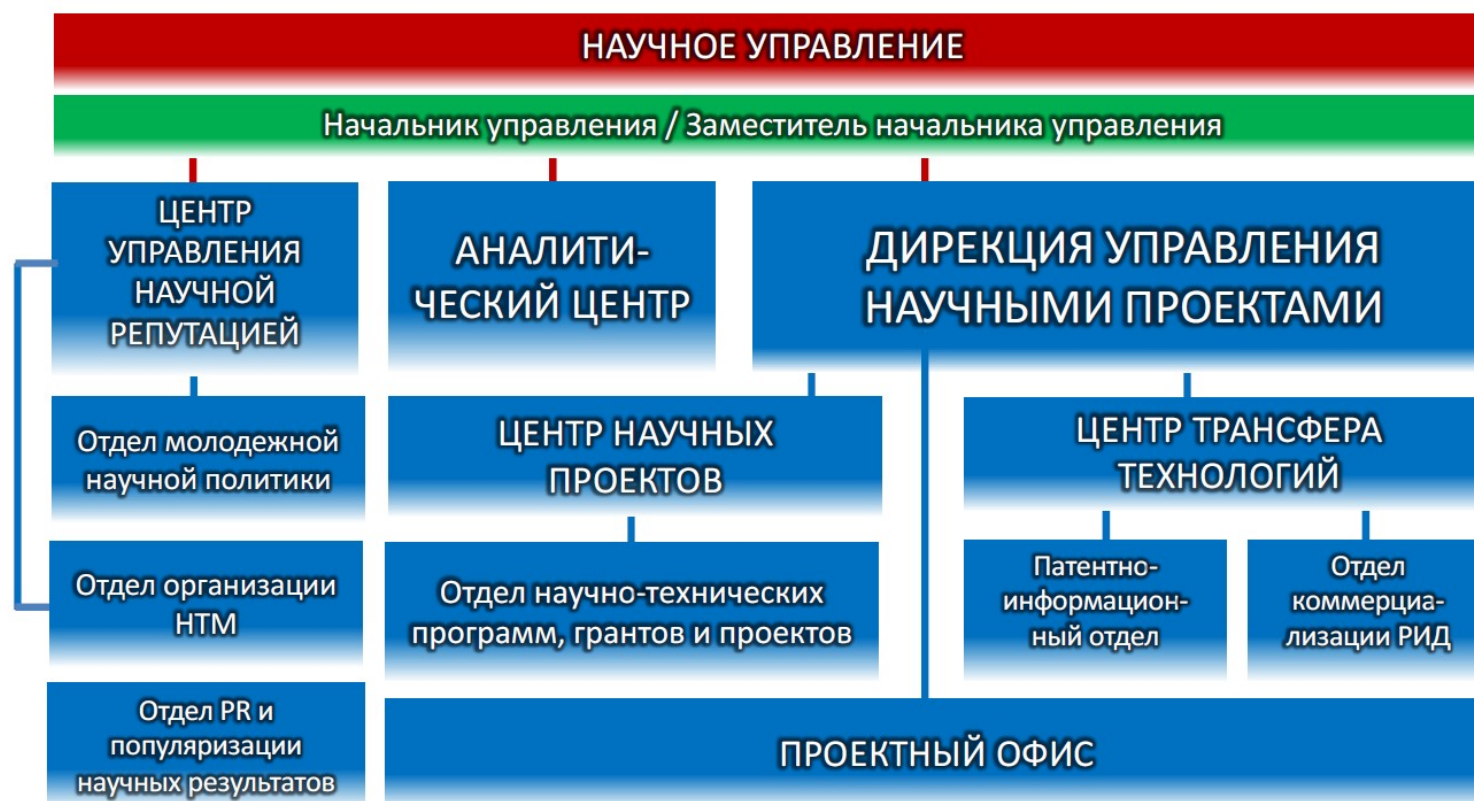 НАУЧНОЕ УПРАВЛЕНИЕ
Начальник управления / Заместитель начальника управления
ЦЕНТР
УПРАВЛЕНИЯ
НАУЧНОЙ
РЕПУТАЦИЕЙ
АНАЛИТИ-
ЧЕСКИЙ ЦЕНТР
ДИРЕКЦИЯ УПРАВЛЕНИЯ
НАУЧНЫМИ ПРОЕКТАМИ
Отдел молодежной
научной политики
ЦЕНТР НАУЧНЫХ
ПРОЕКТОВ
ЦЕНТР ТРАНСФЕРА
ТЕХНОЛОГИЙ
Отдел организации
НТМ
Отдел научно-технических
программ, грантов и проектов
Патентно-
информацион-
ный отдел
Отдел
коммерциа-
лизации РИД
Отдел PR и
популяризации
научных результатов
ПРОЕКТНЫЙ ОФИС